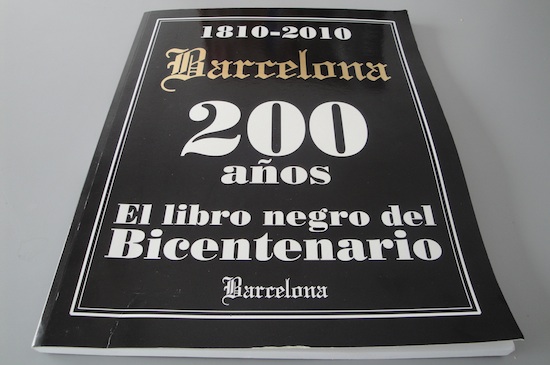 1810-2010
Barcelona
200
años
El libro negro del
Bicentenario
Barcelona